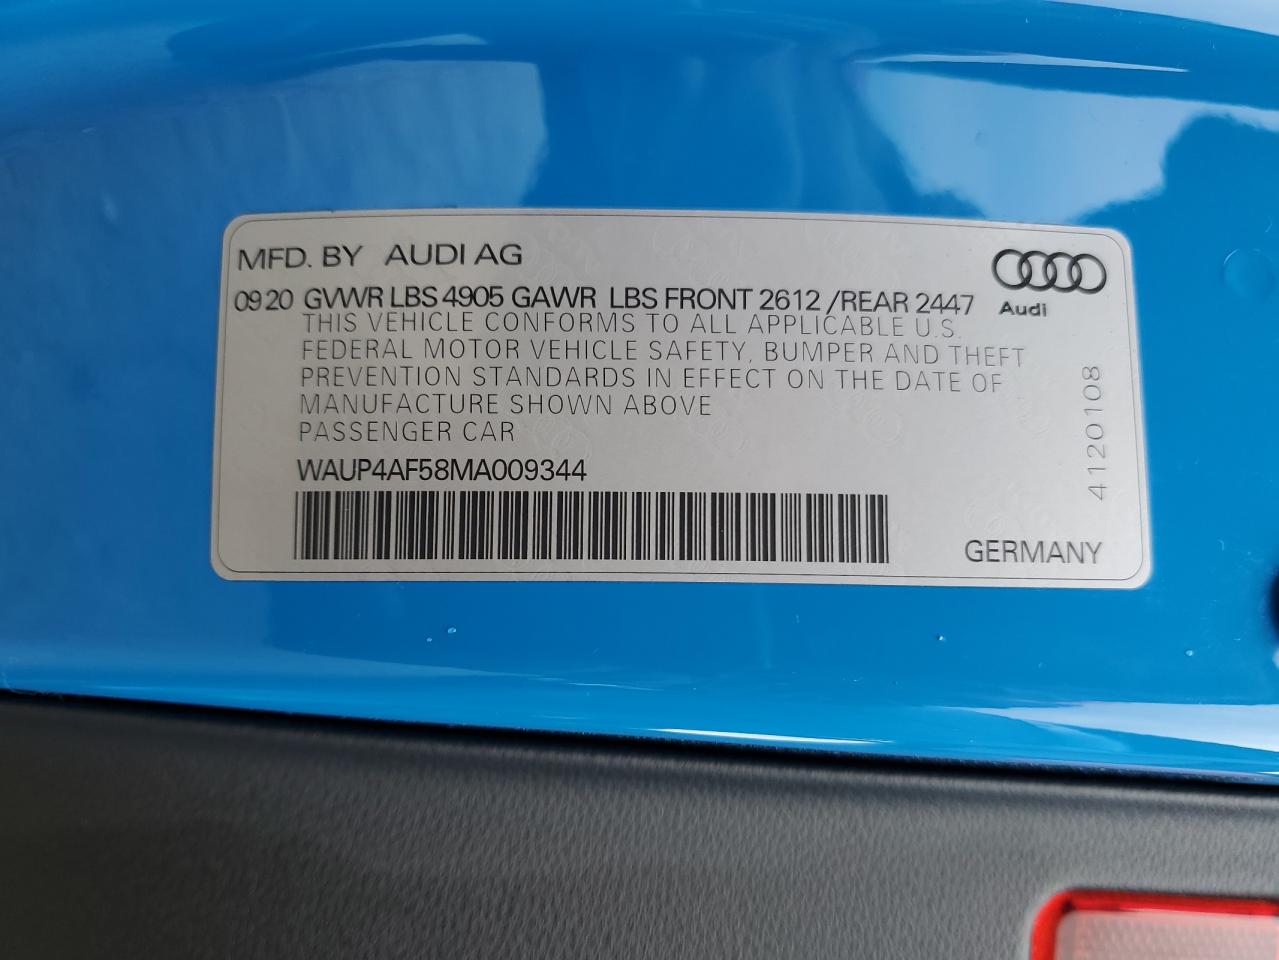 MFD. BY AUDI AG
0920 GVWR LBS 4905 GAWR LBS FRONT 2612 /REAR 2447
Audi
THIS VEHICLE CONFORMS TO ALL APPLICABLE U.S.
FEDERAL MOTOR VEHICLE SAFETY, BUMPER AND THEFT
PREVENTION STANDARDS IN EFFECT ON THE DATE OF
MANUFACTURE SHOWN ABOVE
PASSENGER CAR
WAUP4AF58MA009344
4120108
GERMANY